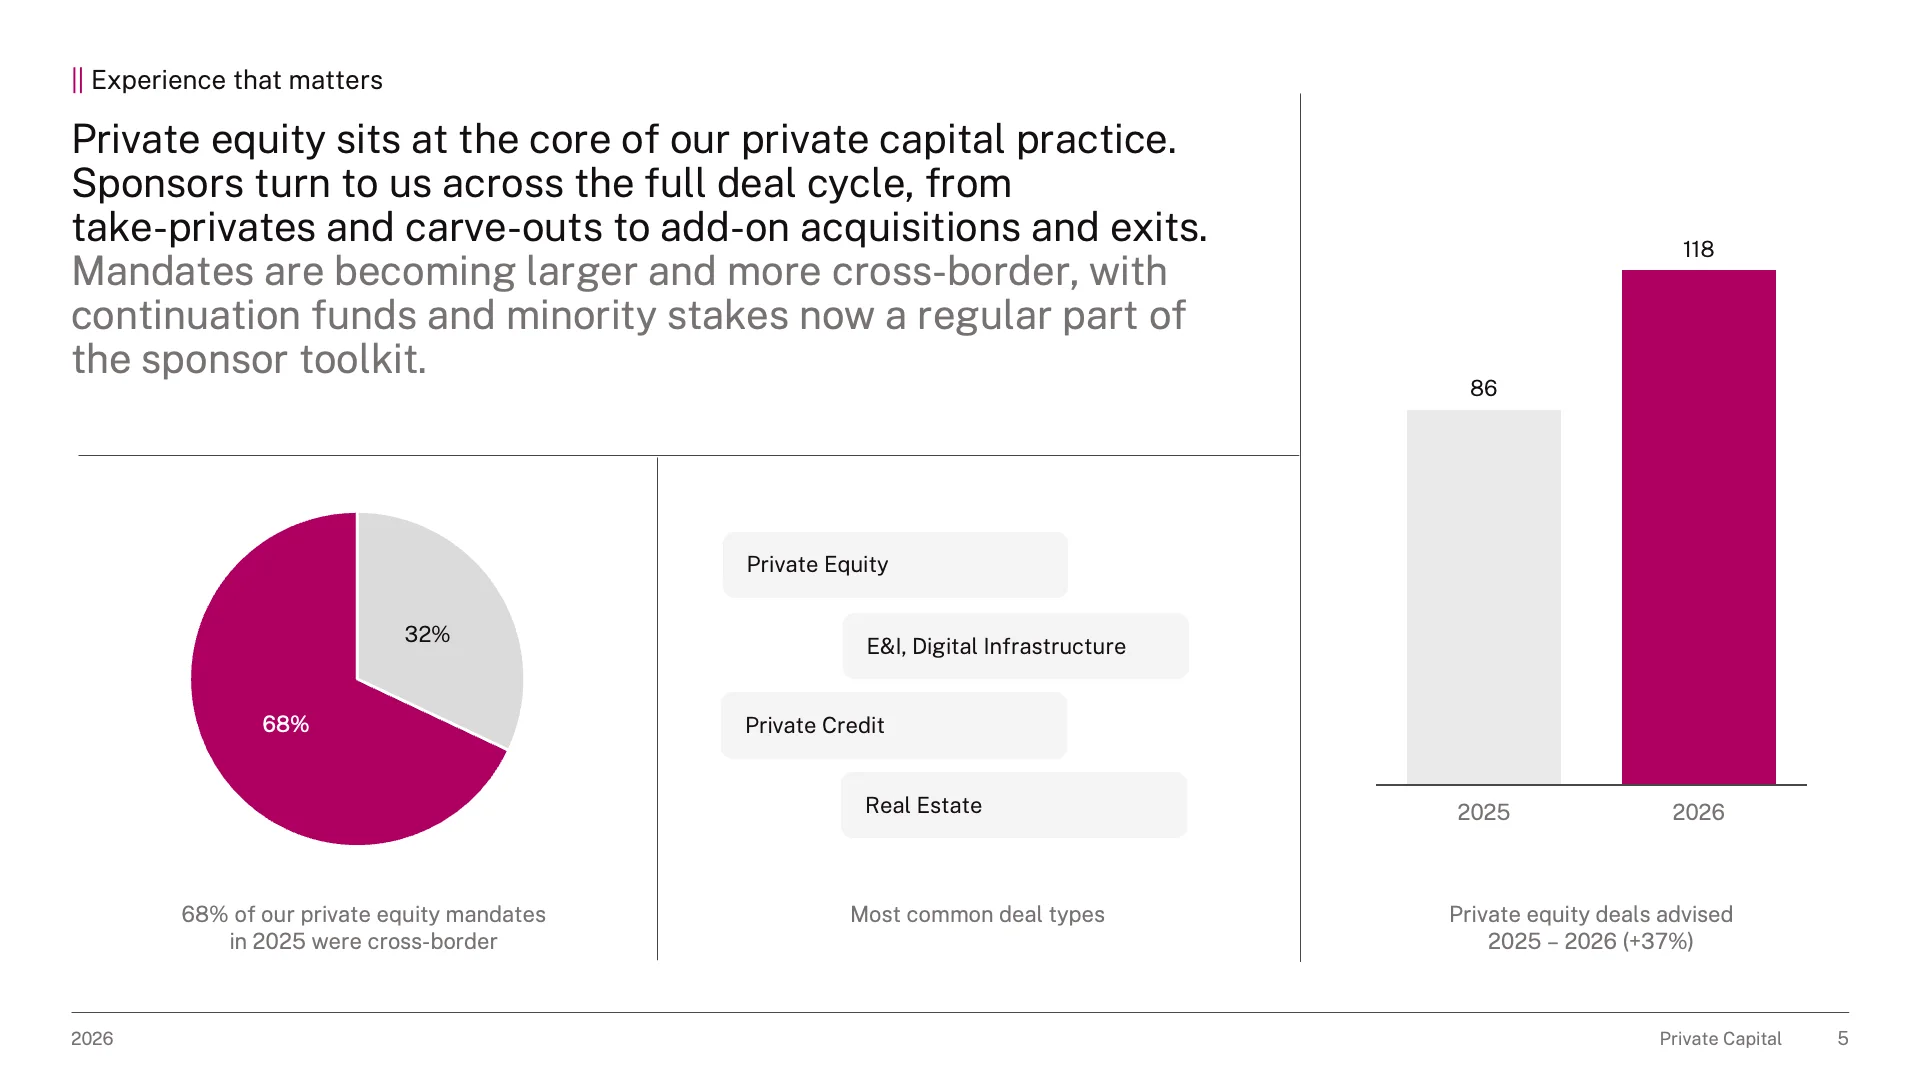 Experience that matters
Private equity sits at the core of our private capital practice.
Sponsors turn to us across the full deal cycle, from
take-privates and carve-outs to add-on acquisitions and exits.
Mandates are becoming larger and more cross-border, with
continuation funds and minority stakes now a regular part of
the sponsor toolkit.
32%
68%
68% of our private equity mandates
in 2025 were cross-border
Private Equity
E&I, Digital Infrastructure
Private Credit
Real Estate
Most common deal types
118
86
2025
2026
Private equity deals advised
2025 – 2026 (+37%)
2026
Private Capital
5